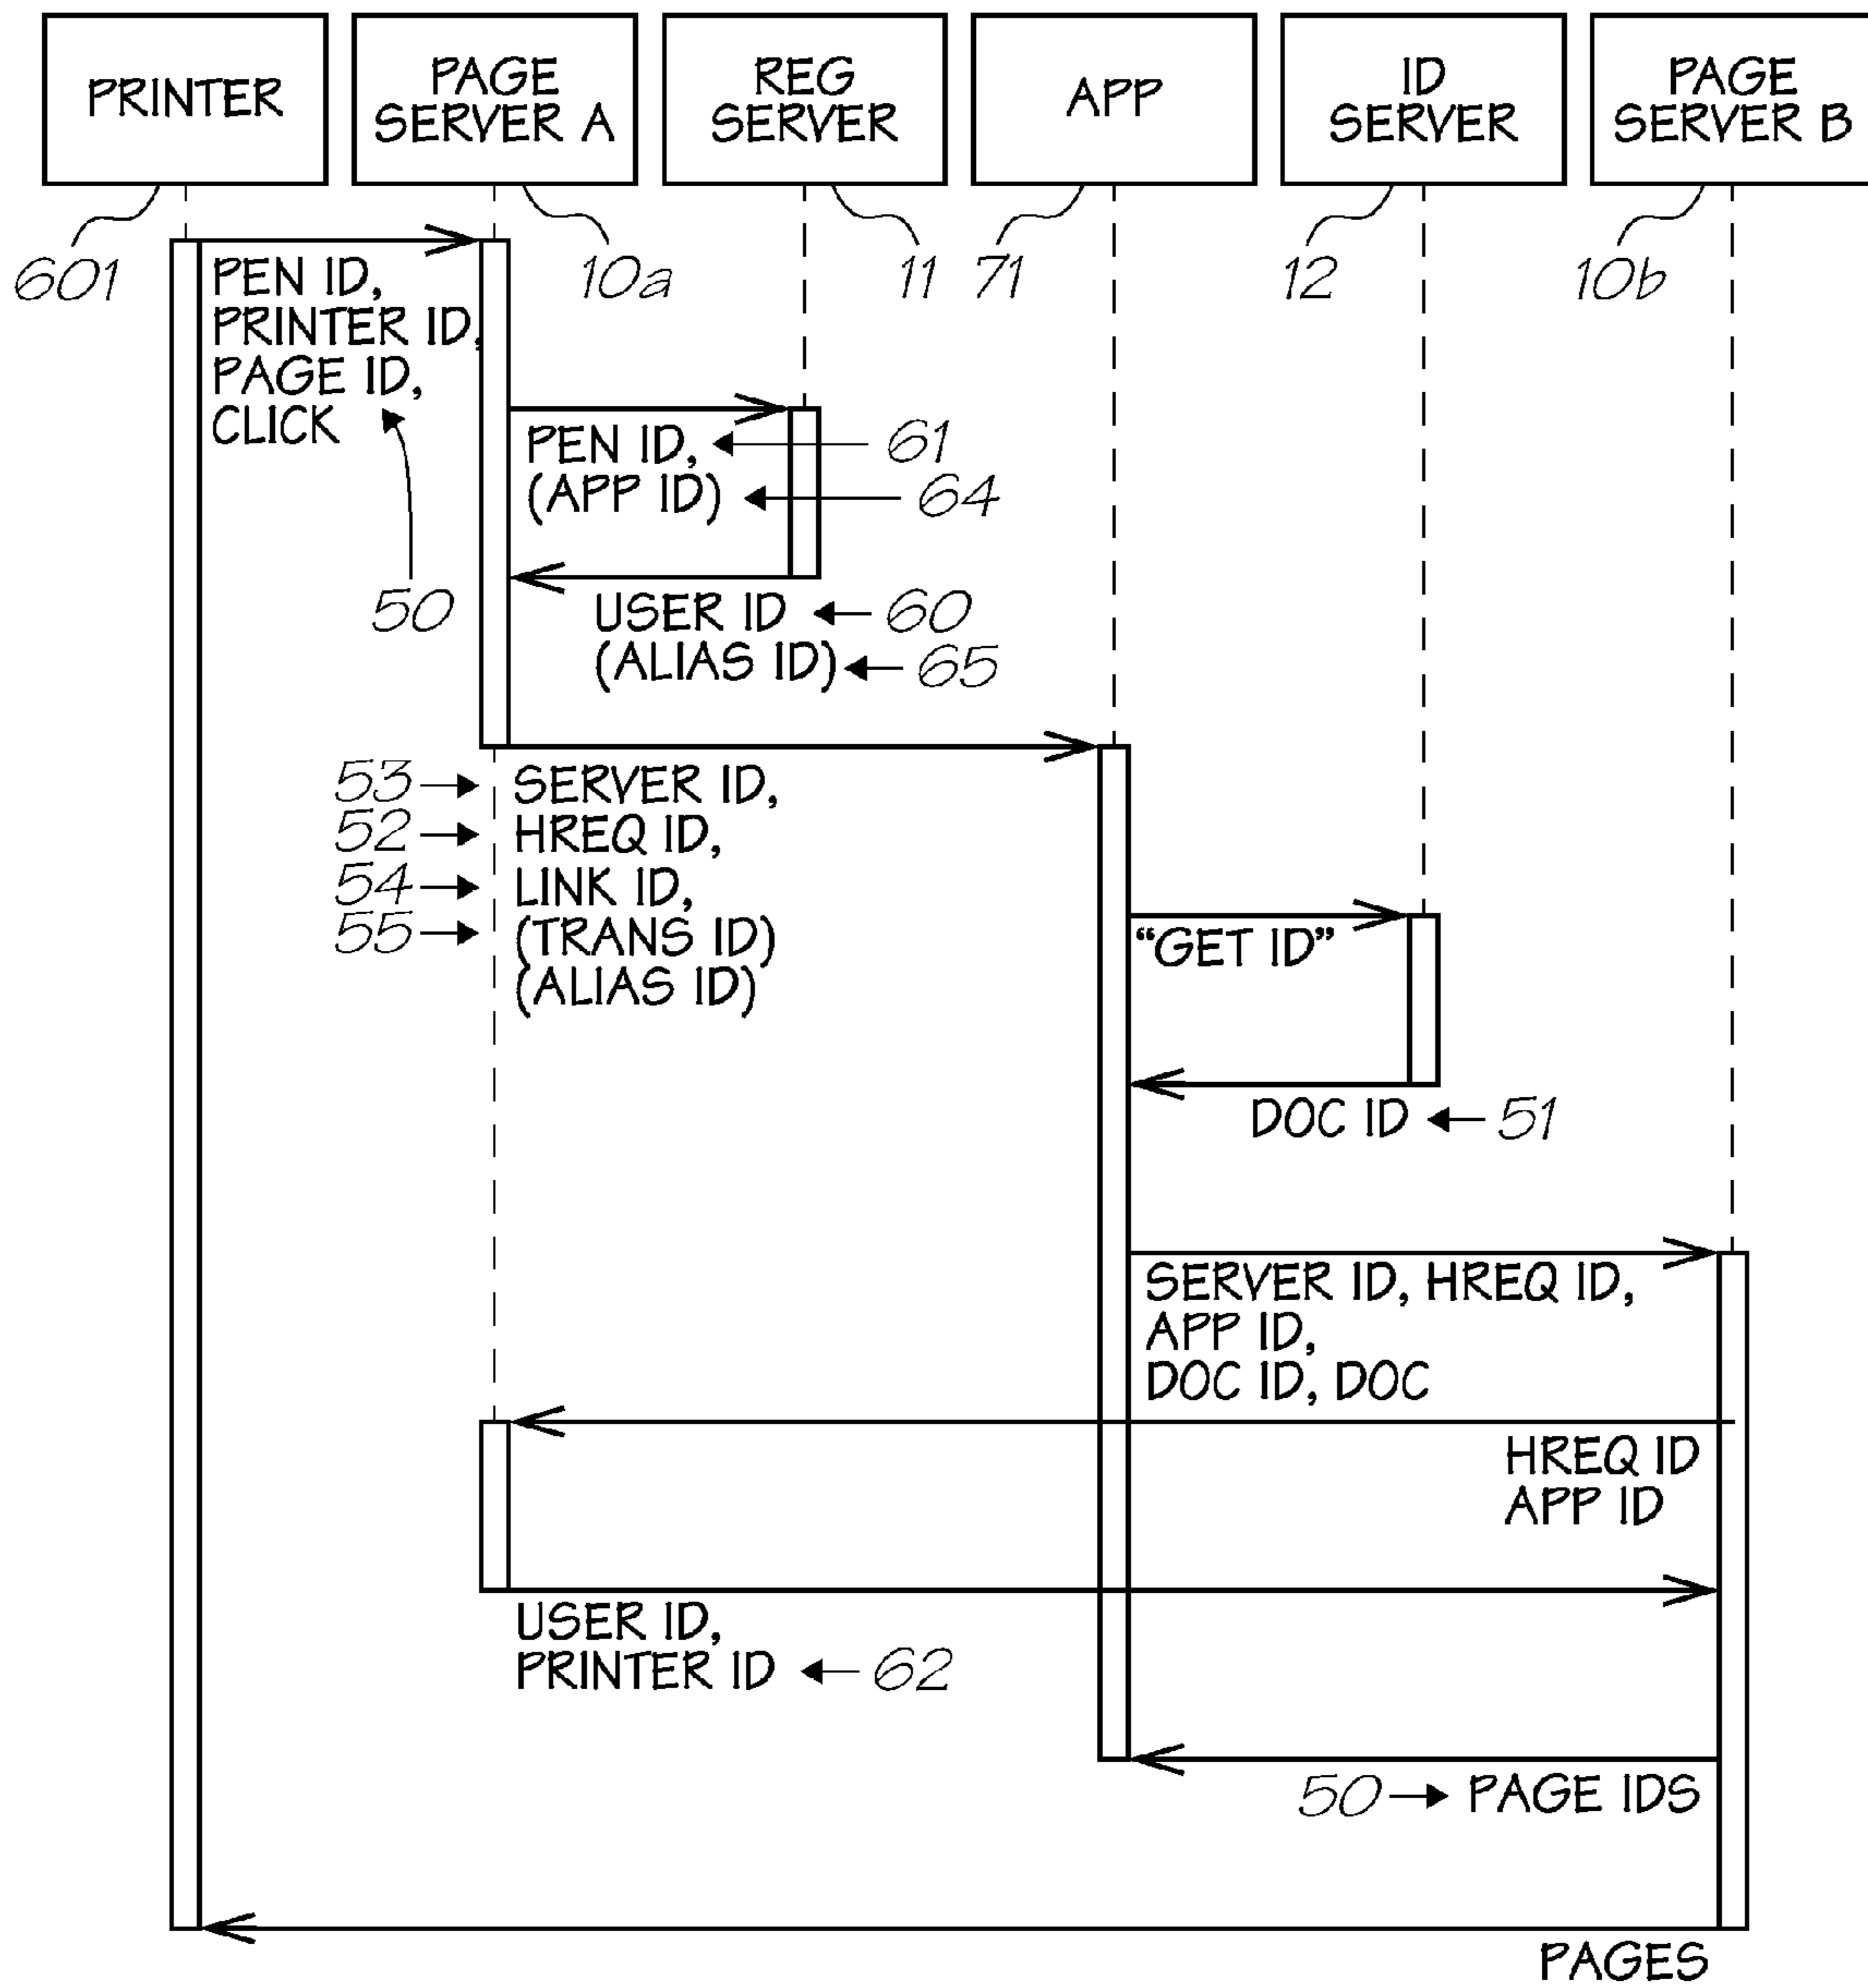 PRINTER
PAGE
SERVER A
REG
SERVER
APP
ID
SERVER
PAGE
SERVER B
601
10a
11
71
12
10b
PEN ID,
PRINTER ID,
PAGE ID,
CLICK
50
PEN ID,
(APP ID)
61
64
USER ID
(ALIAS ID)
60
65
53
52
54
55
SERVER ID,
HREQ ID,
LINK ID,
(TRANS ID)
(ALIAS ID)
“GET ID”
DOC ID
51
SERVER ID, HREQ ID,
APP ID,
DOC ID, DOC
HREQ ID
APP ID
USER ID,
PRINTER ID
62
50
PAGE IDS
PAGES